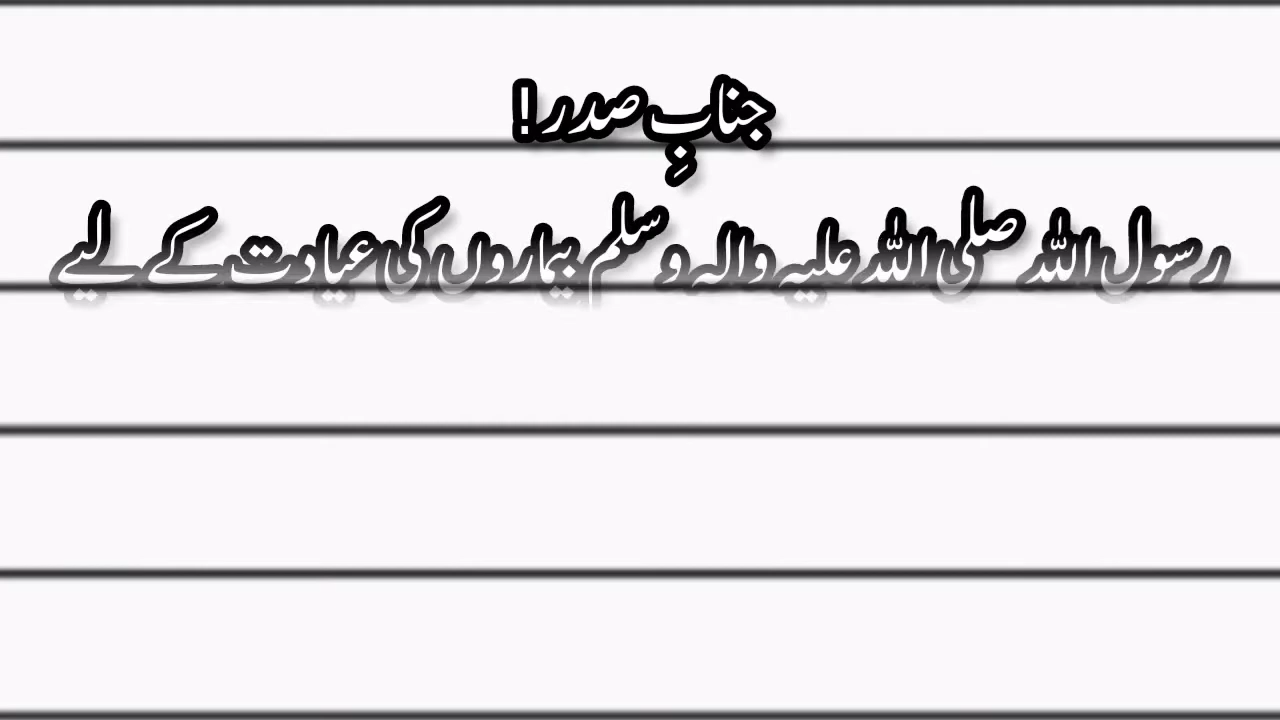 جنابِ صدر !
رسول اللہ صلی اللہ علیہ والہ وسلم بیماروں کی عیادت کے لیے